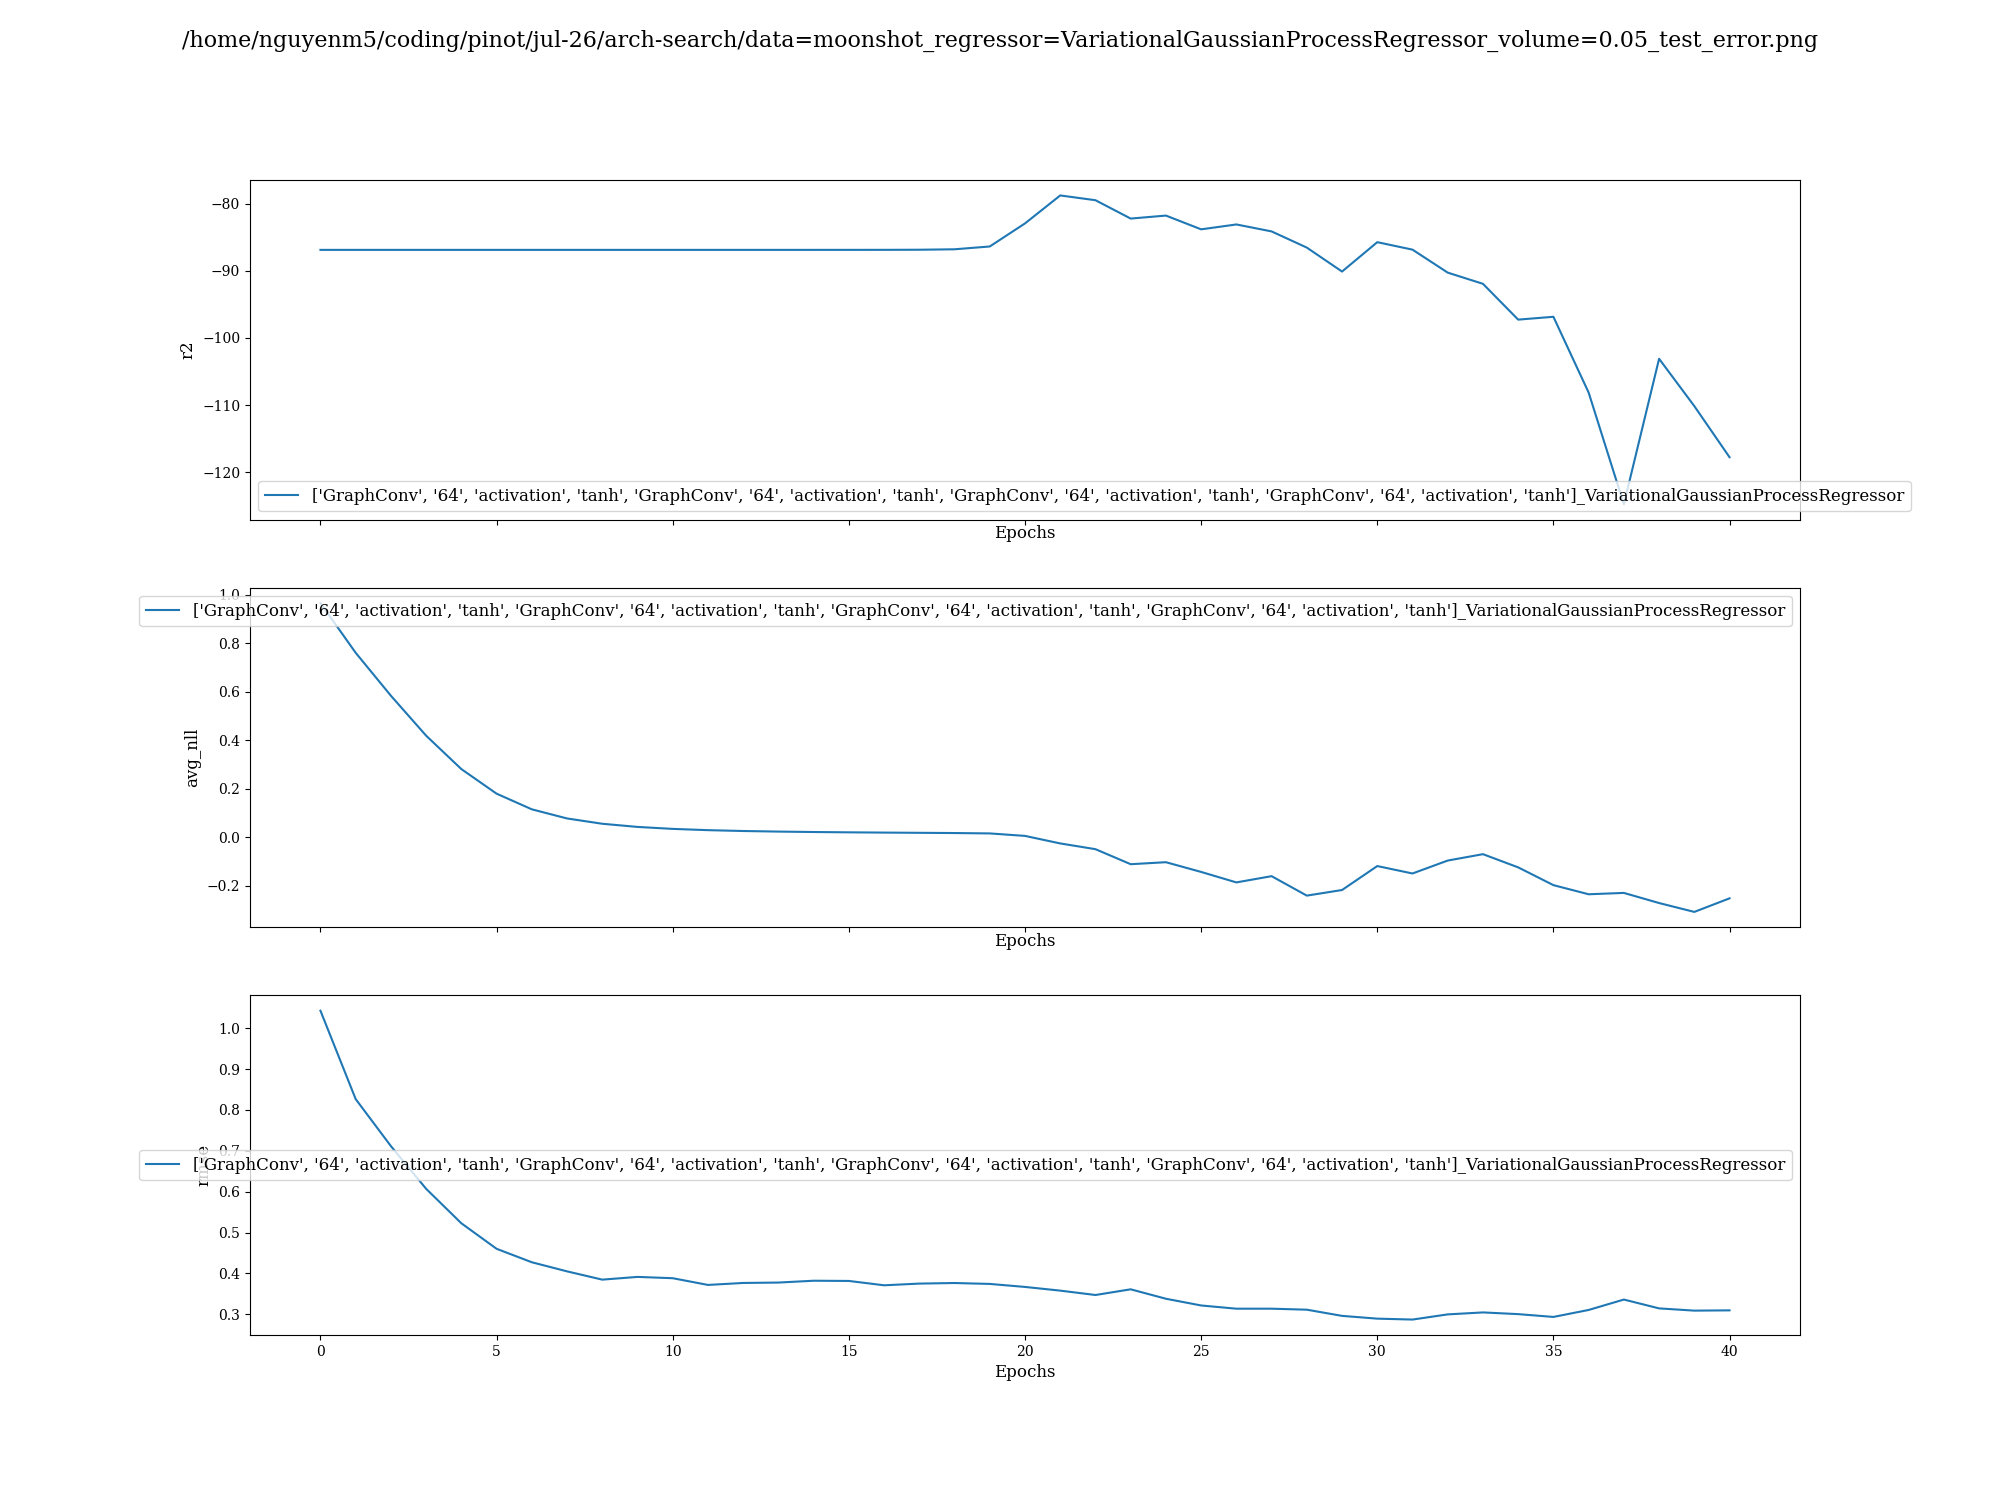 /home/nguyenm5/coding/pinot/jul-26/arch-search/data=moonshot_regressor=VariationalGaussianProcessRegressor_volume=0.05_test_error.png
−80
−90
−100
−110
−120
r2
['GraphConv', '64', 'activation', 'tanh', 'GraphConv', '64', 'activation', 'tanh', 'GraphConv', '64', 'activation', 'tanh', 'GraphConv', '64', 'activation', 'tanh']_VariationalGaussianProcessRegressor
Epochs
1.0
['GraphConv', '64', 'activation', 'tanh', 'GraphConv', '64', 'activation', 'tanh', 'GraphConv', '64', 'activation', 'tanh', 'GraphConv', '64', 'activation', 'tanh']_VariationalGaussianProcessRegressor
0.8
0.6
0.4
0.2
0.0
−0.2
avg_nll
Epochs
1.0
0.9
0.8
0.7
['GraphConv', '64', 'activation', 'tanh', 'GraphConv', '64', 'activation', 'tanh', 'GraphConv', '64', 'activation', 'tanh', 'GraphConv', '64', 'activation', 'tanh']_VariationalGaussianProcessRegressor
0.6
0.5
0.4
0.3
0 5 10 15 20 25 30 35 40
Epochs